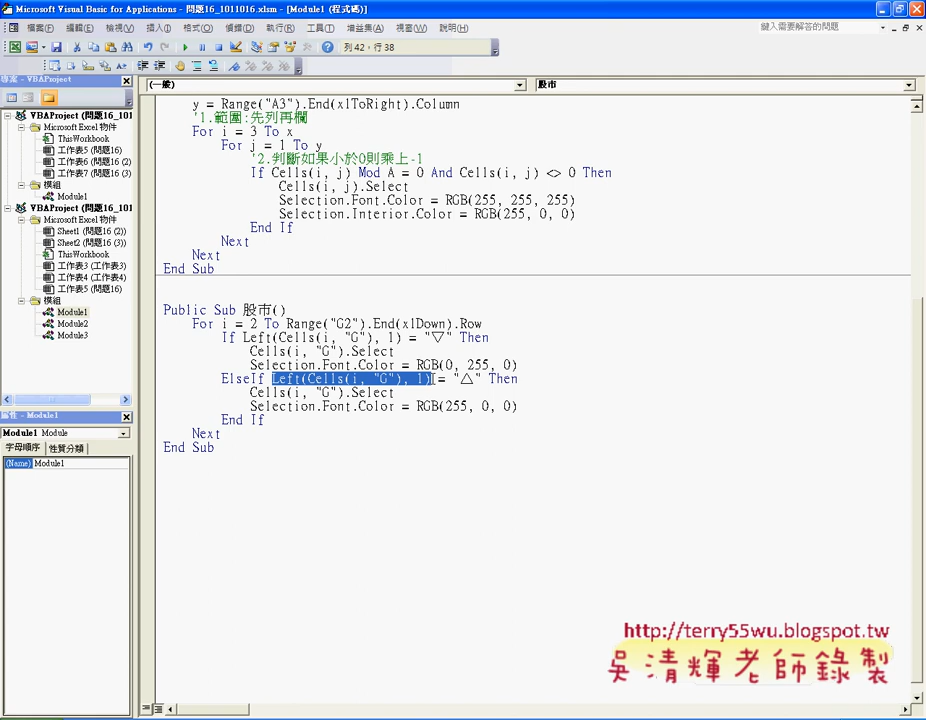 Microsoft Visual Basic for Applications - 問題16_1011016.xlsm - [Module1 (程式碼)]
檔案(F) 編輯(E) 檢視(V) 插入(I) 格式(O) 偵錯(D) 執行(R) 工具(T) 增益集(A) 視窗(W) 說明(H) 鍵入需要解答的問題
列 42，行 38
專案 - VBAProject
(一般) 股市
VBAProject (問題16_101
Microsoft Excel 物件
ThisWorkbook
工作表5 (問題16)
工作表6 (問題16 (2)
工作表7 (問題16 (3)
模組
Module1
VBAProject (問題16_101
Microsoft Excel 物件
Sheet1 (問題16 (2))
Sheet2 (問題16 (3))
ThisWorkbook
工作表3 (工作表3)
工作表4 (工作表4)
工作表5 (問題16)
模組
Module1
Module2
Module3
屬性 - Module1
Module1 Module
字母順序 性質分類
(Name) Module1
y = Range("A3").End(xlToRight).Column
'1.範圍:先列再欄
For i = 3 To x
For j = 1 To y
'2.判斷如果小於0則乘上-1
If Cells(i, j) Mod A = 0 And Cells(i, j) <> 0 Then
Cells(i, j).Select
Selection.Font.Color = RGB(255, 255, 255)
Selection.Interior.Color = RGB(255, 0, 0)
End If
Next
Next
End Sub
Public Sub 股市()
For i = 2 To Range("G2").End(xlDown).Row
If Left(Cells(i, "G"), 1) = "▽" Then
Cells(i, "G").Select
Selection.Font.Color = RGB(0, 255, 0)
ElseIf Left(Cells(i, "G"), 1) = "△" Then
Cells(i, "G").Select
Selection.Font.Color = RGB(255, 0, 0)
End If
Next
End Sub
http://terry55wu.blogspot.tw
吳清輝老師錄製